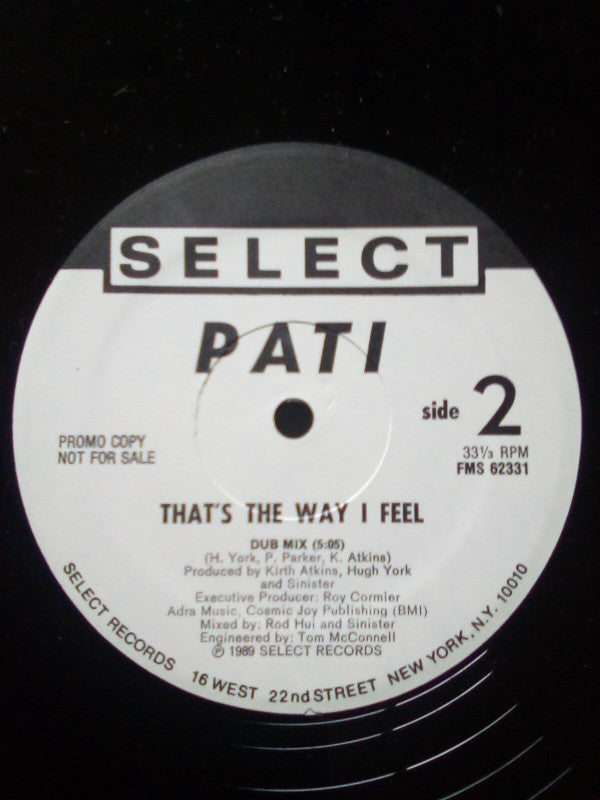 SELECT
PATI
side 2
PROMO COPY
NOT FOR SALE
33⅓ RPM
FMS 62331
THAT'S THE WAY I FEEL
DUB MIX (5:05)
(H. York, P. Parker, K. Atkins)
Produced by Kirth Atkins, Hugh York
and Sinister
Executive Producer: Roy Cormier
Adra Music, Cosmic Joy Publishing (BMI)
Mixed by: Rod Hui and Sinister
Engineered by: Tom McConnell
℗ 1989 SELECT RECORDS
SELECT RECORDS 16 WEST 22nd STREET NEW YORK, N.Y. 10010